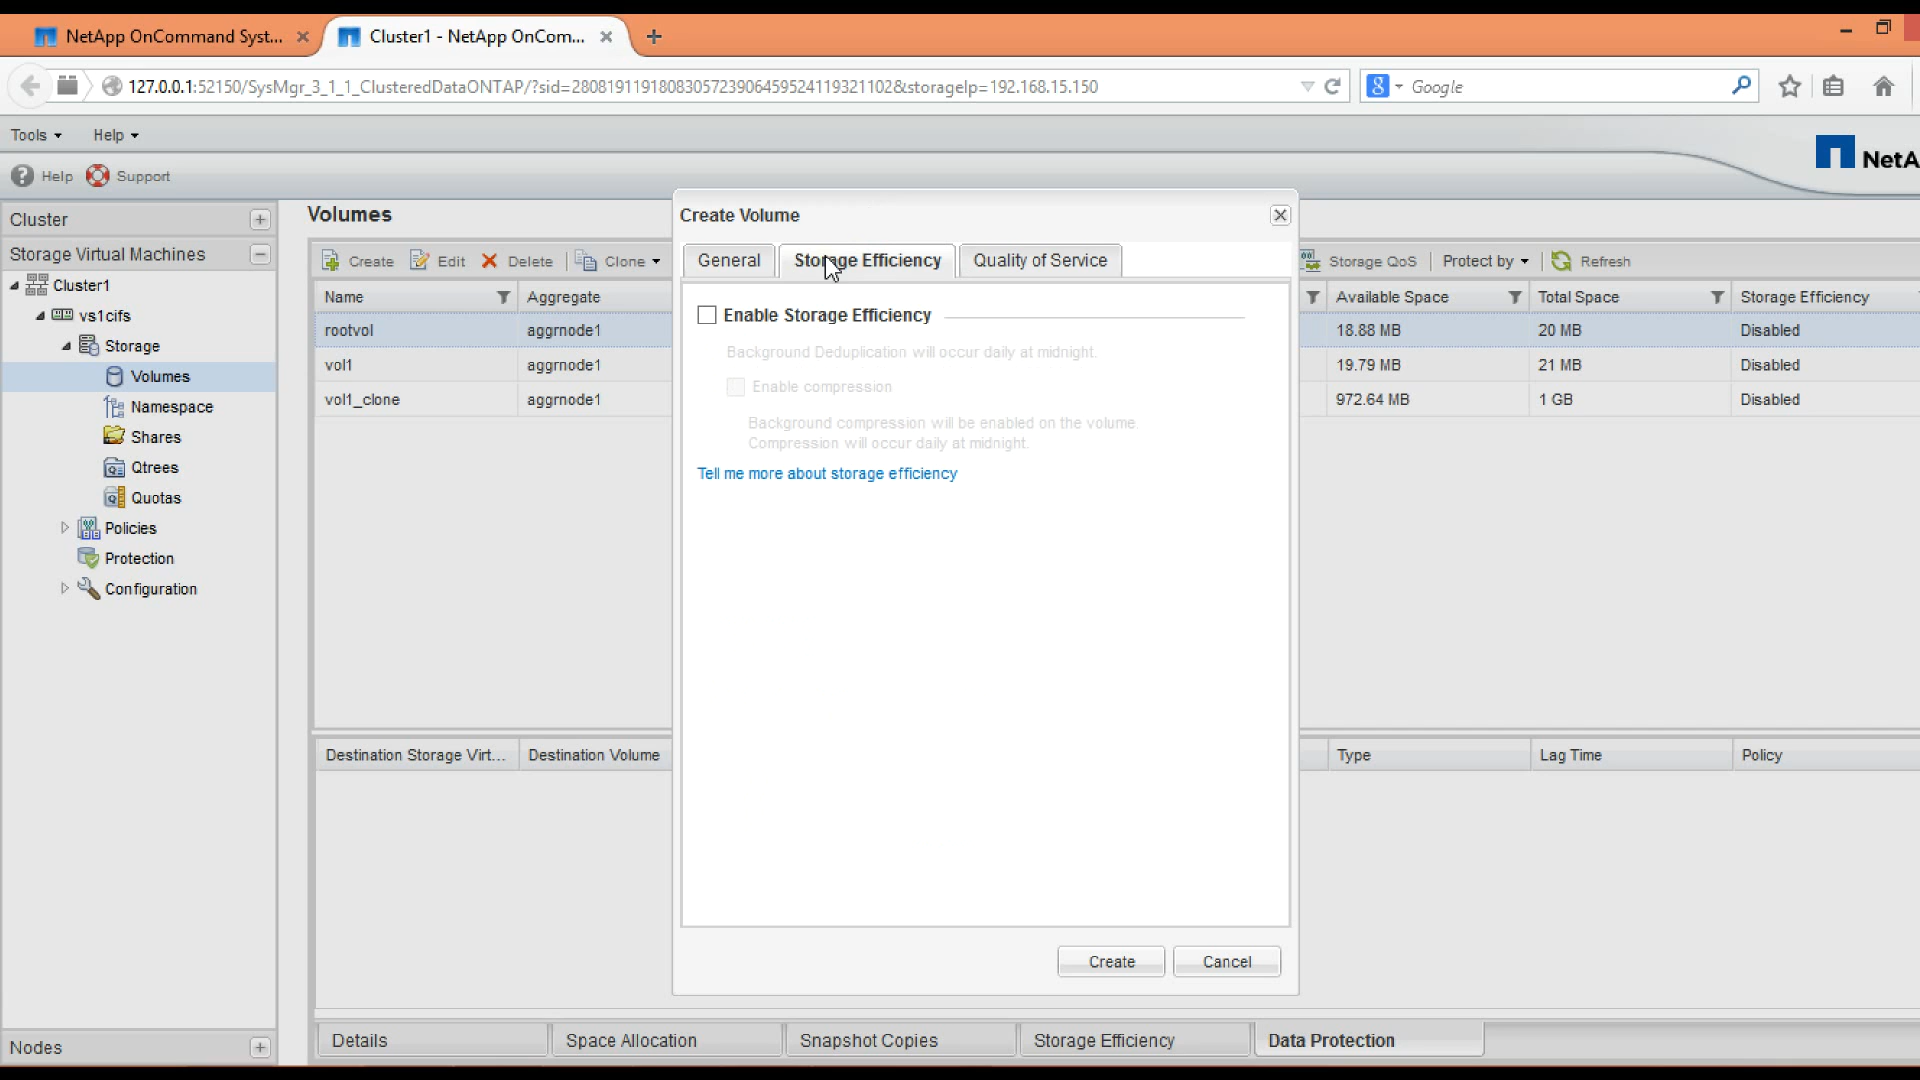 NetApp OnCommand Syst...
Cluster1 - NetApp OnCom...
127.0.0.1:52150/SysMgr_3_1_1_ClusteredDataONTAP/?sid=28081911918083057239064595241193​21102&storageIp=192.168.15.150
Google
Tools
Help
NetA
Help
Support
Cluster
Storage Virtual Machines
Cluster1
vs1cifs
Storage
Volumes
Namespace
Shares
Qtrees
Quotas
Policies
Protection
Configuration
Nodes
Volumes
Create
Edit
Delete
Clone
Storage QoS
Protect by
Refresh
Name
Aggregate
Available Space
Total Space
Storage Efficiency
rootvol
aggrnode1
18.88 MB
20 MB
Disabled
vol1
aggrnode1
19.79 MB
21 MB
Disabled
vol1_clone
aggrnode1
972.64 MB
1 GB
Disabled
Create Volume
General
Storage Efficiency
Quality of Service
Enable Storage Efficiency
Background Deduplication will occur daily at midnight.
Enable compression
Background compression will be enabled on the volume.
Compression will occur daily at midnight.
Tell me more about storage efficiency
Create
Cancel
Destination Storage Virt...
Destination Volume
Type
Lag Time
Policy
Details
Space Allocation
Snapshot Copies
Storage Efficiency
Data Protection